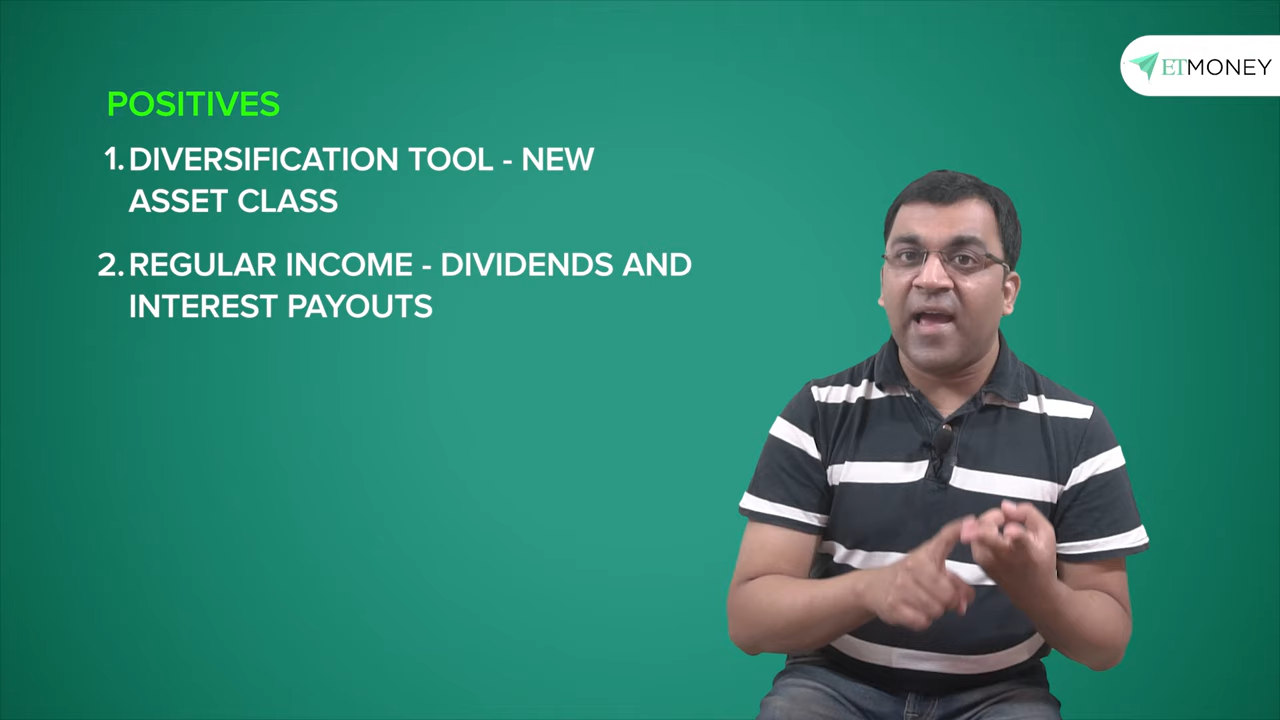 ETMONEY
POSITIVES
1. DIVERSIFICATION TOOL - NEW
ASSET CLASS
2. REGULAR INCOME - DIVIDENDS AND
INTEREST PAYOUTS